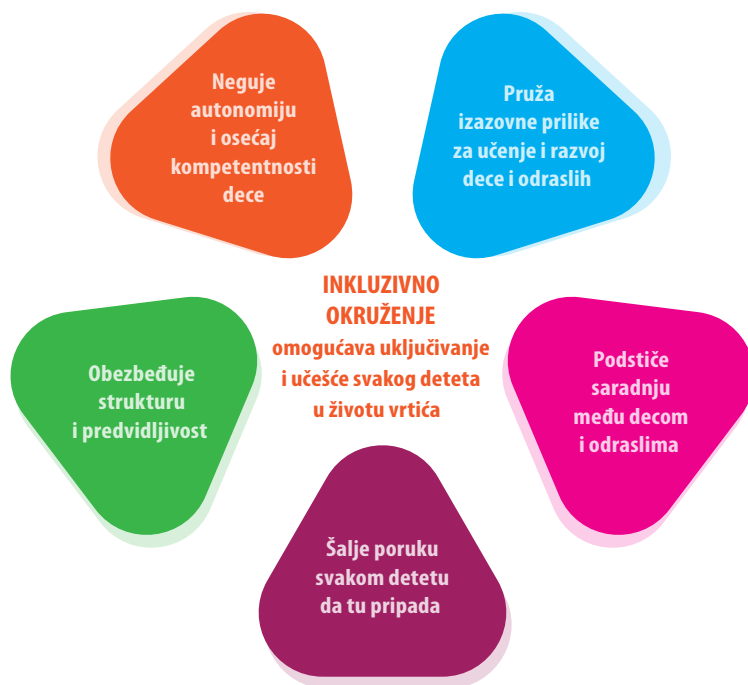 Neguje
autonomiju
i osećaj
kompetentnosti
dece
Pruža
izazovne prilike
za učenje i razvoj
dece i odraslih
INKLUZIVNO
OKRUŽENJE
omogućava uključivanje
i učešće svakog deteta
u životu vrtića
Obezbeđuje
strukturu
i predvidljivost
Podstiče
saradnju
među decom
i odraslima
Šalje poruku
svakom detetu
da tu pripada